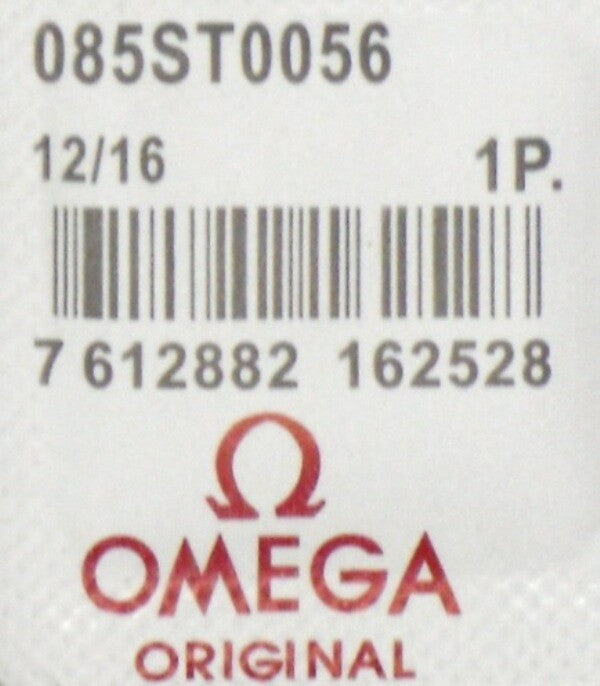 085ST0056
12/16 1P.
7 612882 162528
Ω
OMEGA
ORIGINAL